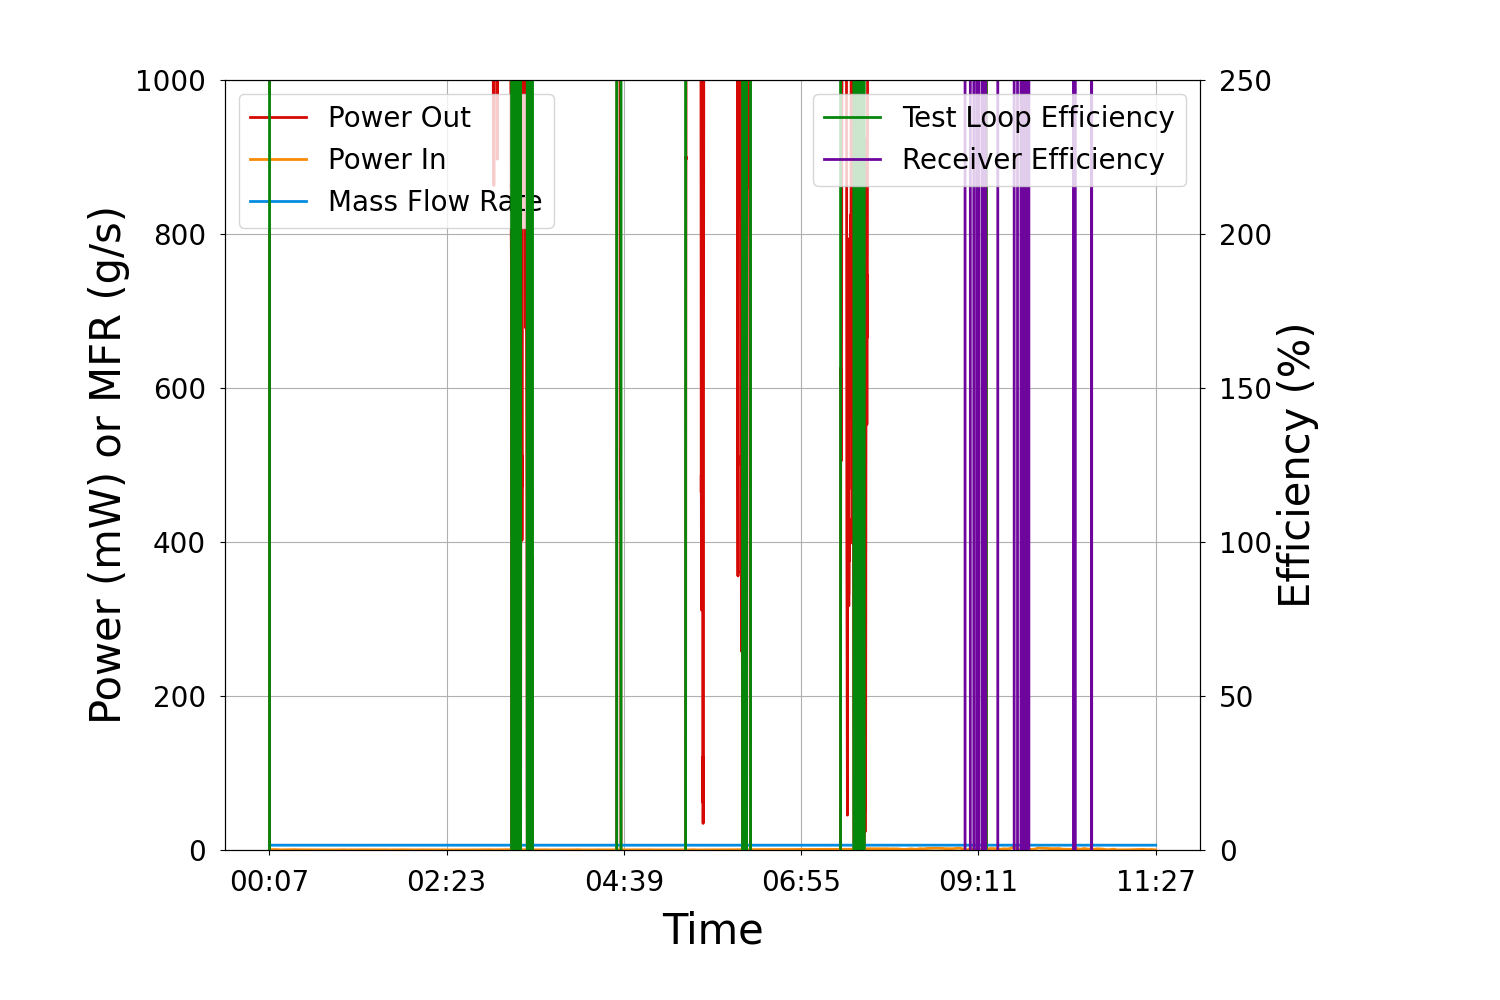 1000
800
600
400
200
0
Power (mW) or MFR (g/s)
Power Out
Power In
Mass Flow Rate
Test Loop Efficiency
Receiver Efficiency
250
200
150
100
50
0
Efficiency (%)
00:07 02:23 04:39 06:55 09:11 11:27
Time